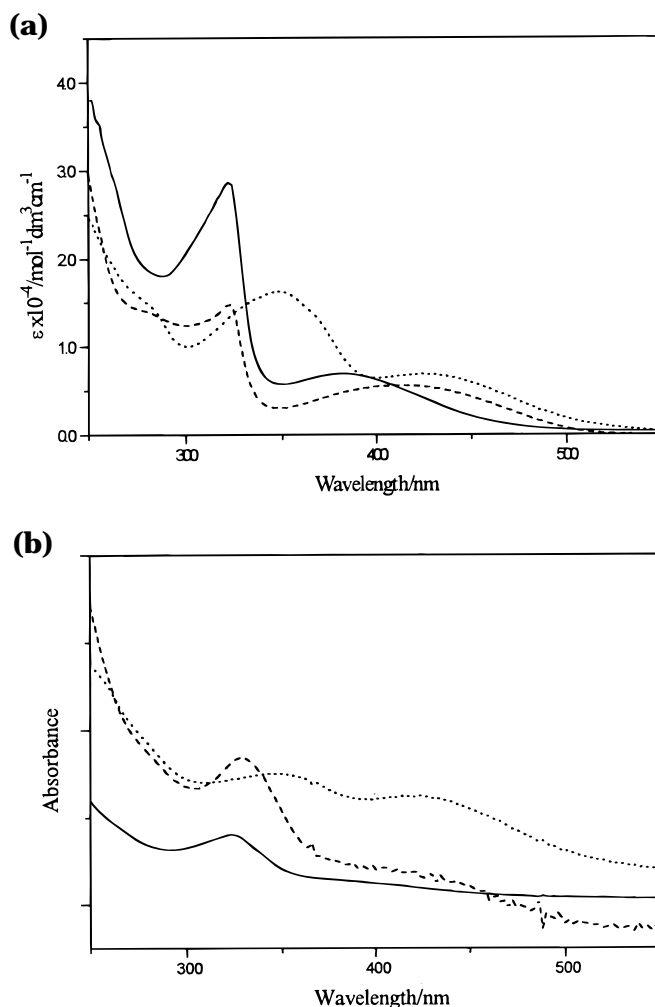 (a)
4.0
3.0
2.0
1.0
0.0
ε x10⁻⁴/mol⁻¹dm³cm⁻¹
300
400
500
Wavelength/nm
(b)
Absorbance
300
400
500
Wavelength/nm